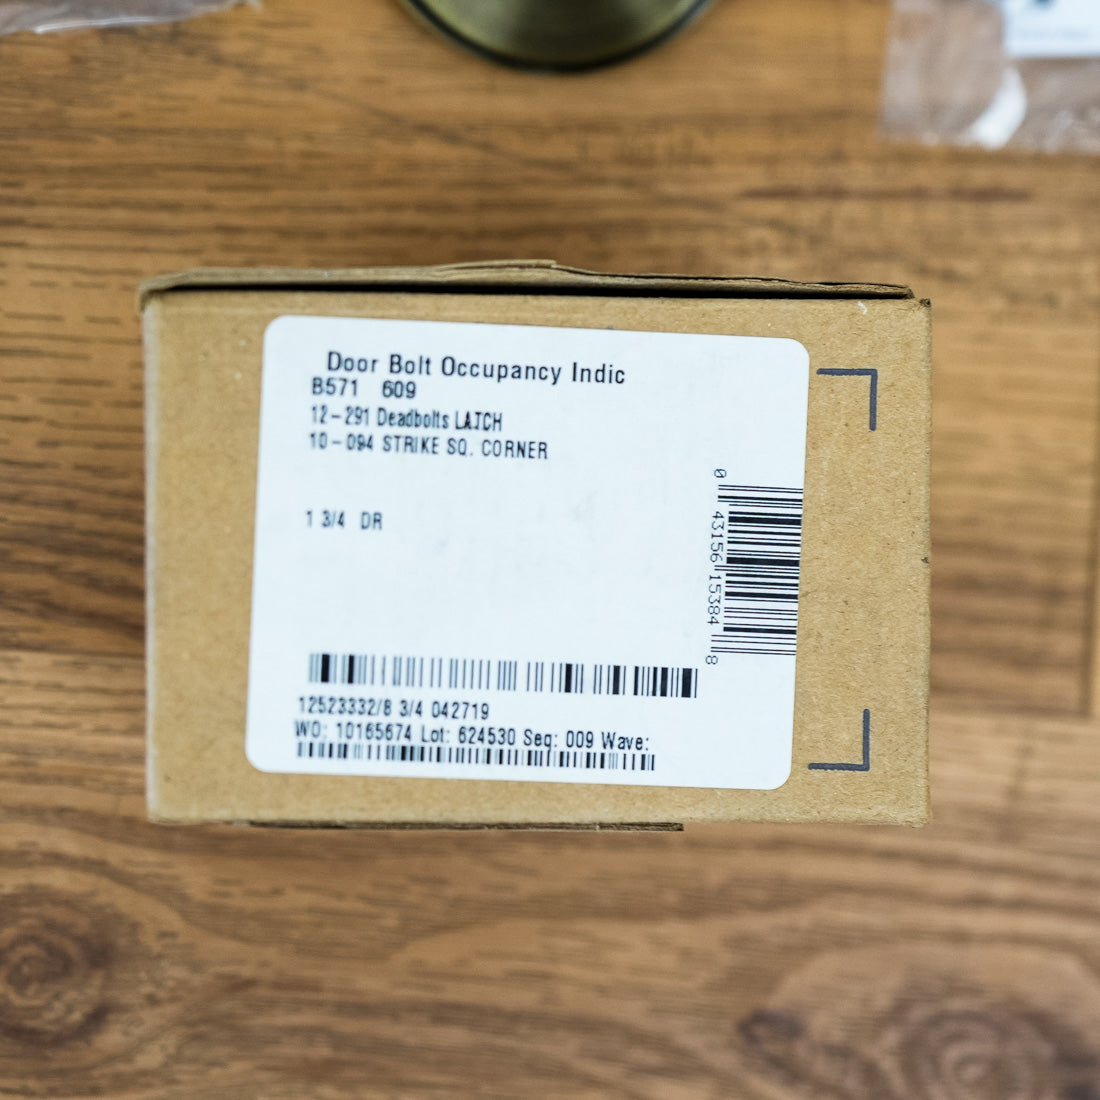 Door Bolt Occupancy Indic
B571 609
12-291 Deadbolts LATCH
10-094 STRIKE SQ. CORNER
1 3/4 DR
0 43156 15384 8
12523332/8 3/4 042719
WO: 10165674 Lot: 624530 Seq: 009 Wave: